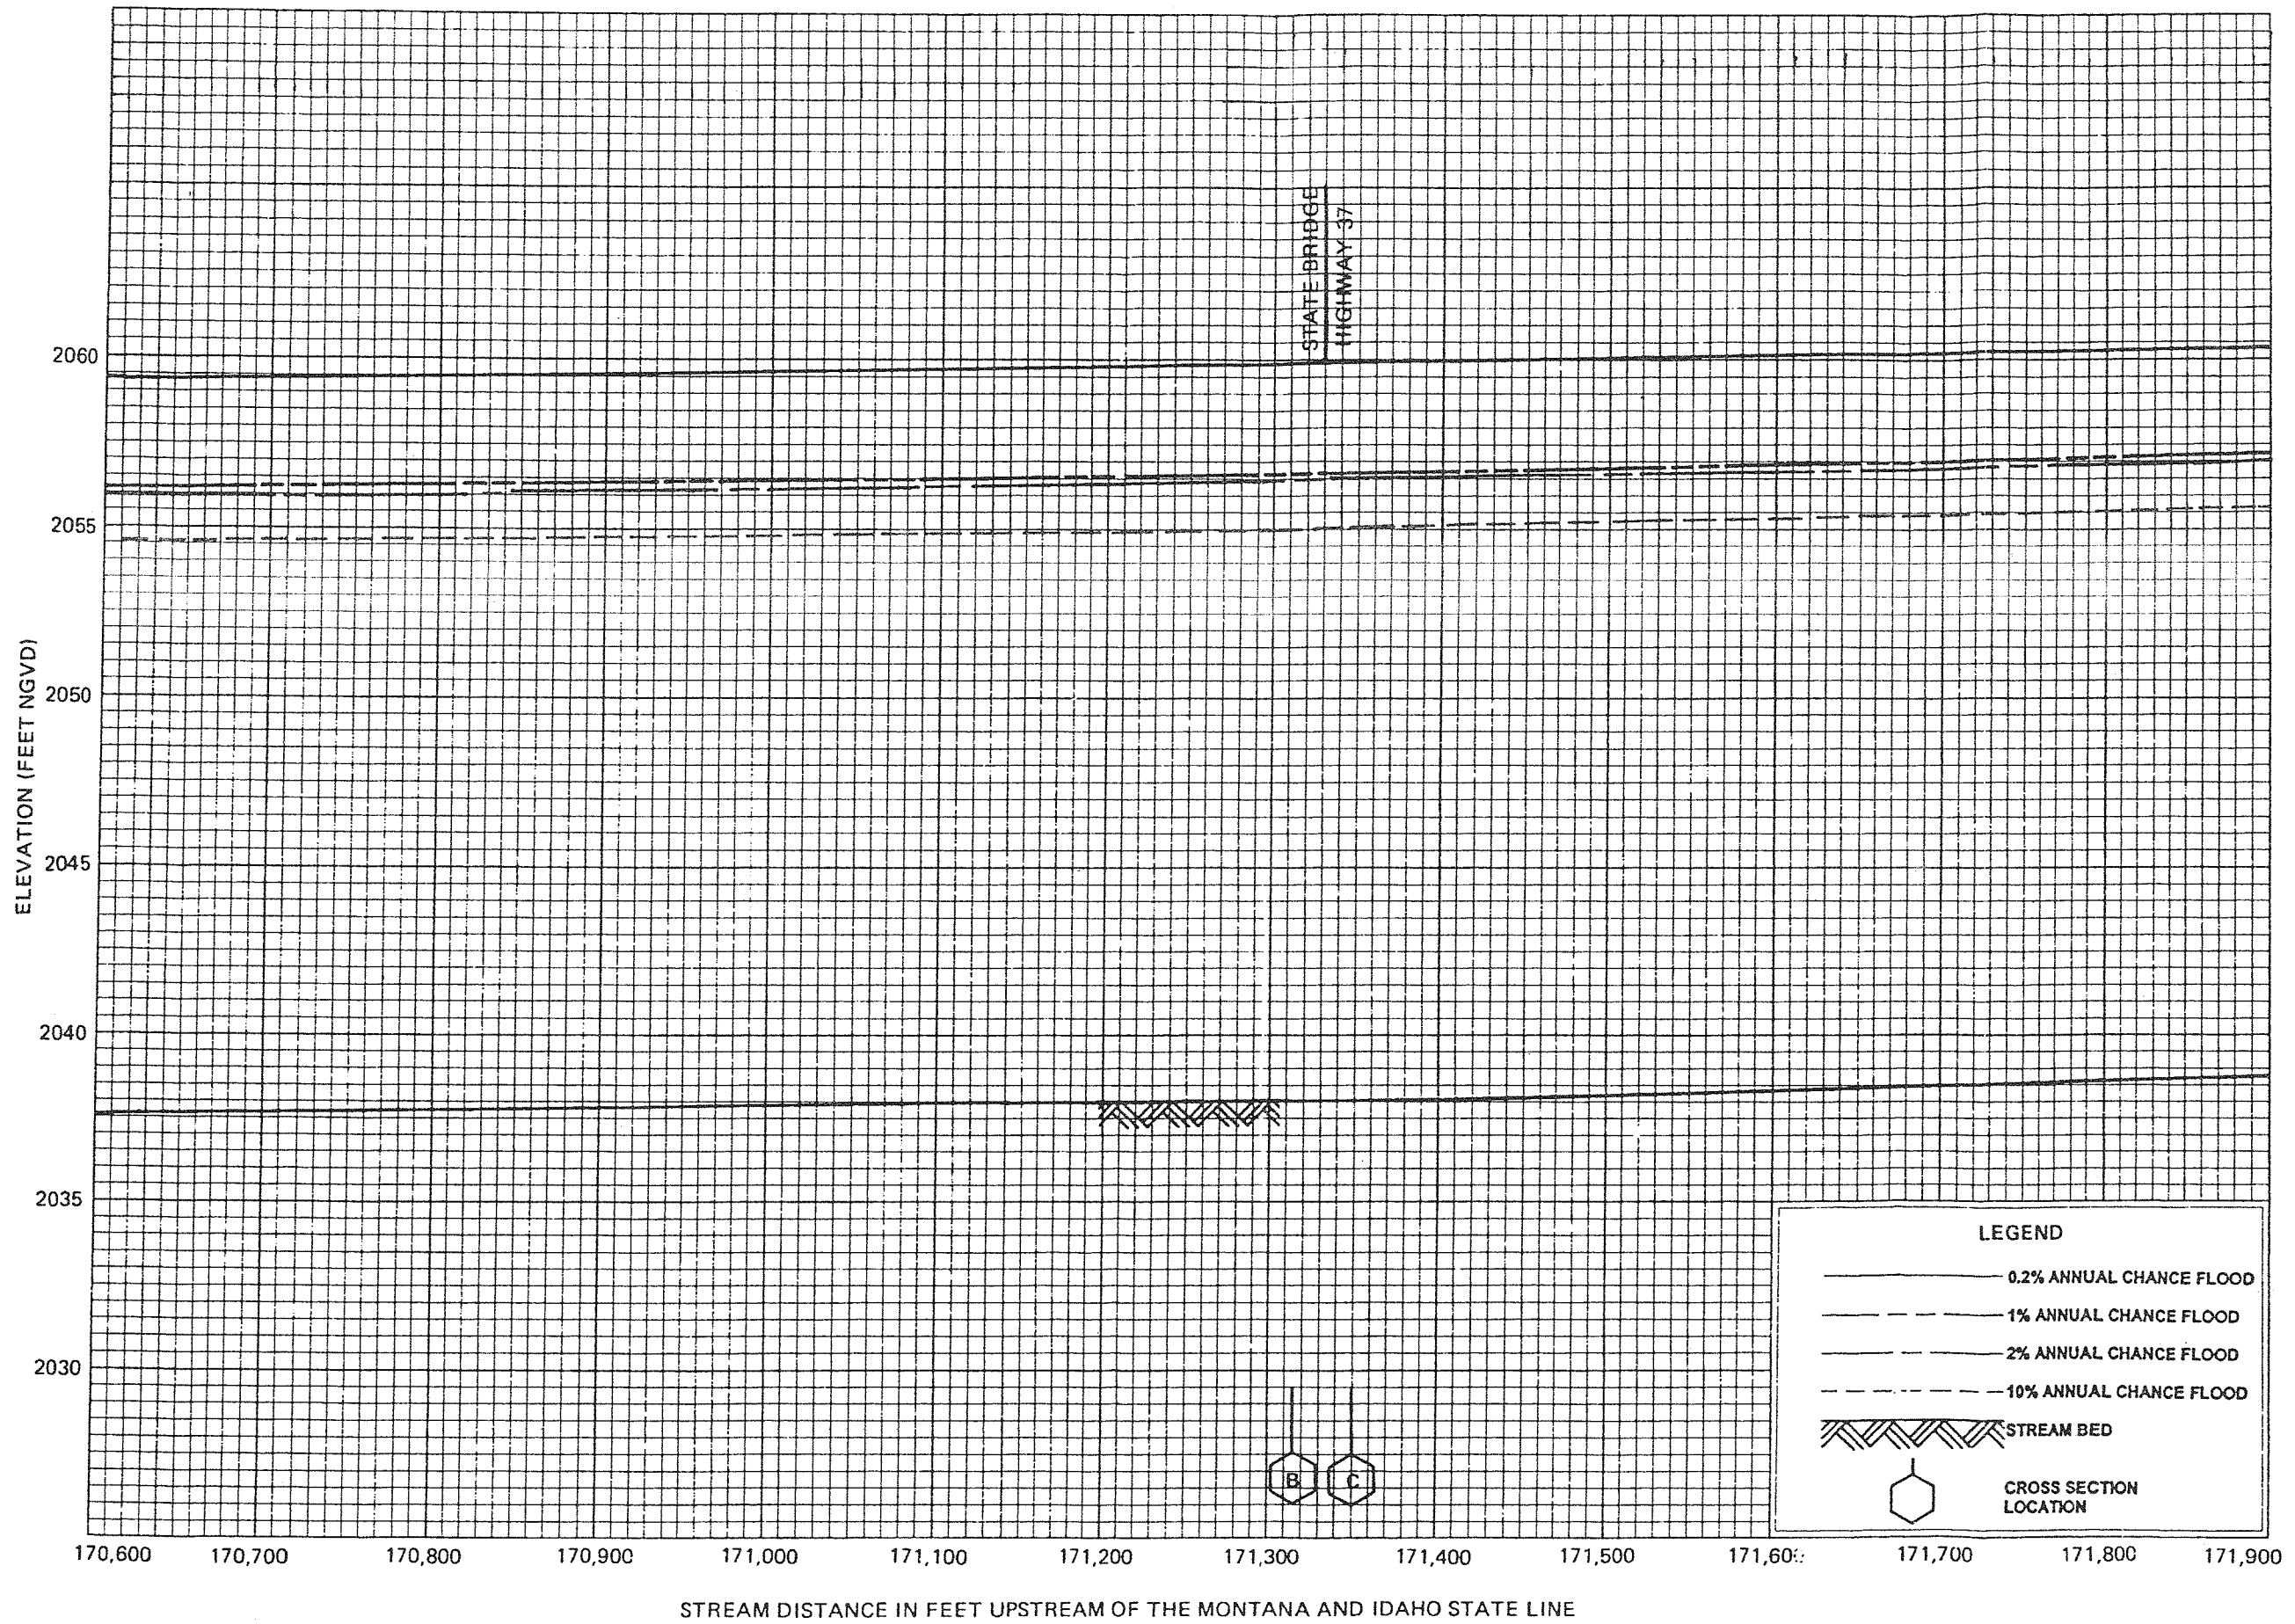 STATE BRIDGE
HIGHWAY 37
ELEVATION (FEET NGVD)
2060
2055
2050
2045
2040
2035
2030
B
C
LEGEND
0.2% ANNUAL CHANCE FLOOD
1% ANNUAL CHANCE FLOOD
2% ANNUAL CHANCE FLOOD
10% ANNUAL CHANCE FLOOD
STREAM BED
CROSS SECTION
LOCATION
170,600 170,700 170,800 170,900 171,000 171,100 171,200 171,300 171,400 171,500 171,600 171,700 171,800 171,900
STREAM DISTANCE IN FEET UPSTREAM OF THE MONTANA AND IDAHO STATE LINE